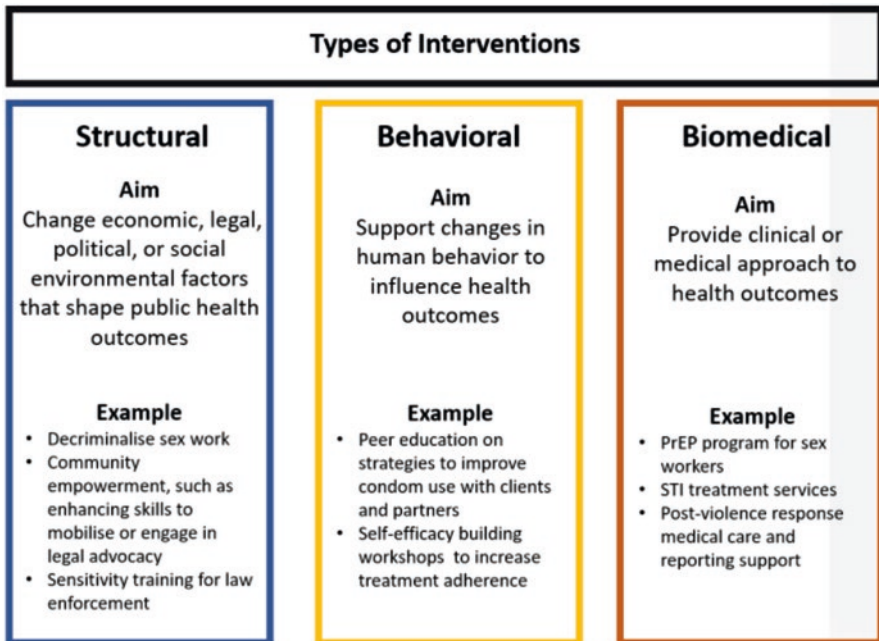 Types of Interventions
Structural
Aim
Change economic, legal,
political, or social
environmental factors
that shape public health
outcomes
Example
• Decriminalise sex work
• Community
empowerment, such as
enhancing skills to
mobilise or engage in
legal advocacy
• Sensitivity training for law
enforcement
Behavioral
Aim
Support changes in
human behavior to
influence health
outcomes
Example
• Peer education on
strategies to improve
condom use with clients
and partners
• Self-efficacy building
workshops to increase
treatment adherence
Biomedical
Aim
Provide clinical or
medical approach to
health outcomes
Example
• PrEP program for sex
workers
• STI treatment services
• Post-violence response
medical care and
reporting support